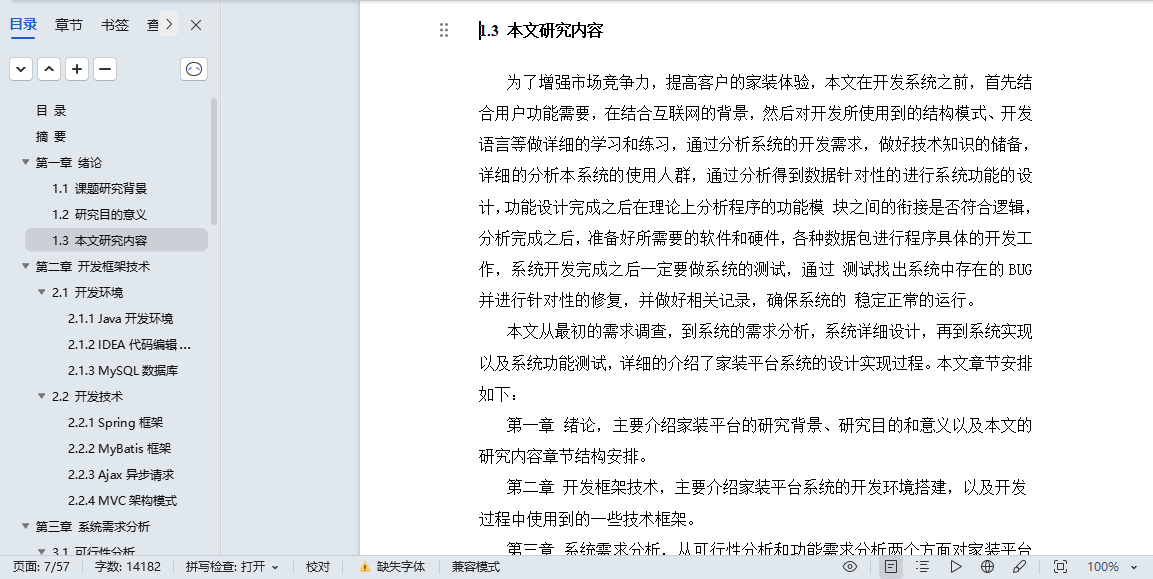 目录 章节 书签 查
目 录
摘 要
第一章 绪论
1.1 课题研究背景
1.2 研究目的意义
1.3 本文研究内容
第二章 开发框架技术
2.1 开发环境
2.1.1 Java 开发环境
2.1.2 IDEA 代码编辑 ...
2.1.3 MySQL 数据库
2.2 开发技术
2.2.1 Spring 框架
2.2.2 MyBatis 框架
2.2.3 Ajax 异步请求
2.2.4 MVC 架构模式
第三章 系统需求分析
3.1 可行性分析
1.3 本文研究内容
为了增强市场竞争力，提高客户的家装体验，本文在开发系统之前，首先结
合用户功能需要，在结合互联网的背景，然后对开发所使用到的结构模式、开发
语言等做详细的学习和练习，通过分析系统的开发需求，做好技术知识的储备，
详细的分析本系统的使用人群，通过分析得到数据针对性的进行系统功能的设
计，功能设计完成之后在理论上分析程序的功能模 块之间的衔接是否符合逻辑，
分析完成之后，准备好所需要的软件和硬件，各种数据包进行程序具体的开发工
作，系统开发完成之后一定要做系统的测试，通过 测试找出系统中存在的 BUG
并进行针对性的修复，并做好相关记录，确保系统的 稳定正常的运行。
本文从最初的需求调查，到系统的需求分析，系统详细设计，再到系统实现
以及系统功能测试，详细的介绍了家装平台系统的设计实现过程。本文章节安排
如下：
第一章 绪论，主要介绍家装平台的研究背景、研究目的和意义以及本文的
研究内容章节结构安排。
第二章 开发框架技术，主要介绍家装平台系统的开发环境搭建，以及开发
过程中使用到的一些技术框架。
第三章 系统需求分析，从可行性分析和功能需求分析两个方面对家装平台
页面: 7/57 字数: 14182 拼写检查: 打开 校对 缺失字体 兼容模式 100%